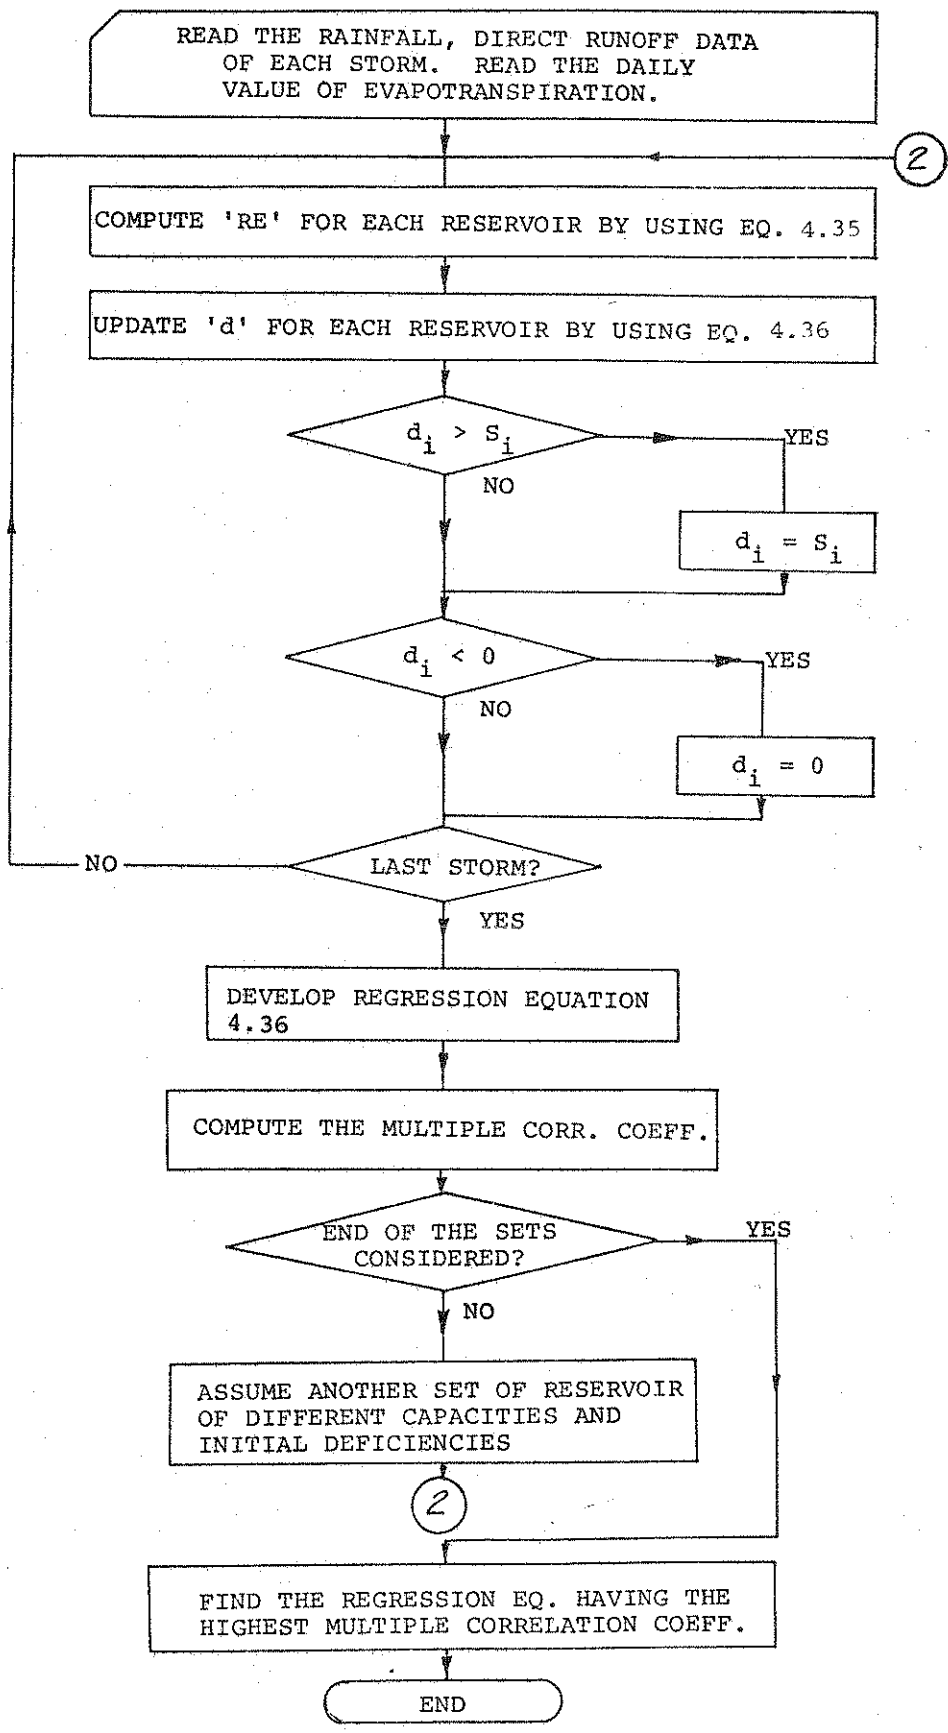 READ THE RAINFALL, DIRECT RUNOFF DATA
OF EACH STORM. READ THE DAILY
VALUE OF EVAPOTRANSPIRATION.
2
COMPUTE 'RE' FOR EACH RESERVOIR BY USING EQ. 4.35
UPDATE 'd' FOR EACH RESERVOIR BY USING EQ. 4.36
d_i > S_i
YES
NO
d_i = S_i
d_i < 0
YES
NO
d_i = 0
NO
LAST STORM?
YES
DEVELOP REGRESSION EQUATION
4.36
COMPUTE THE MULTIPLE CORR. COEFF.
END OF THE SETS
CONSIDERED?
YES
NO
ASSUME ANOTHER SET OF RESERVOIR
OF DIFFERENT CAPACITIES AND
INITIAL DEFICIENCIES
2
FIND THE REGRESSION EQ. HAVING THE
HIGHEST MULTIPLE CORRELATION COEFF.
END